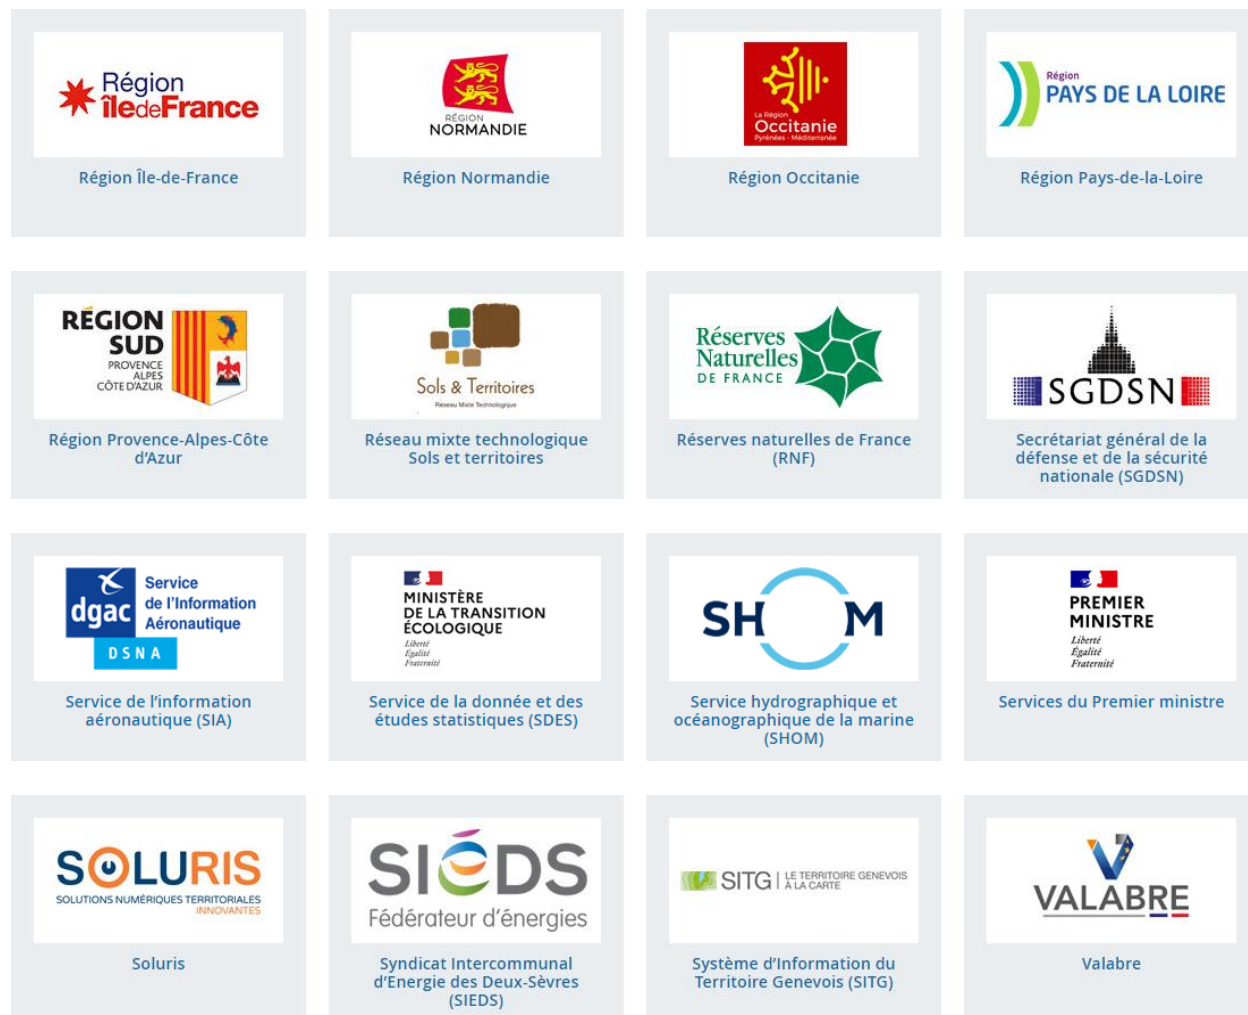 Région
îledeFrance
Région Île-de-France
RÉGION
NORMANDIE
Région Normandie
La Région
Occitanie
Pyrénées - Méditerranée
Région Occitanie
Région
PAYS DE LA LOIRE
Région Pays-de-la-Loire
RÉGION
SUD
PROVENCE
ALPES
CÔTE D'AZUR
Région Provence-Alpes-Côte
d'Azur
Sols & Territoires
Réseau Mixte Technologique
Réseau mixte technologique
Sols et territoires
Réserves
Naturelles
DE FRANCE
Réserves naturelles de France
(RNF)
SGDSN
Secrétariat général de la
défense et de la sécurité
nationale (SGDSN)
dgac
DSNA
Service
de l'Information
Aéronautique
Service de l'information
aéronautique (SIA)
MINISTÈRE
DE LA TRANSITION
ÉCOLOGIQUE
Liberté
Égalité
Fraternité
Service de la donnée et des
études statistiques (SDES)
SHOM
Service hydrographique et
océanographique de la marine
(SHOM)
PREMIER
MINISTRE
Liberté
Égalité
Fraternité
Services du Premier ministre
SOLURIS
SOLUTIONS NUMÉRIQUES TERRITORIALES
INNOVANTES
Soluris
SIÉDS
Fédérateur d'énergies
Syndicat Intercommunal
d'Energie des Deux-Sèvres
(SIEDS)
SITG | LE TERRITOIRE GENEVOIS
À LA CARTE
Système d'Information du
Territoire Genevois (SITG)
VALABRE
Valabre